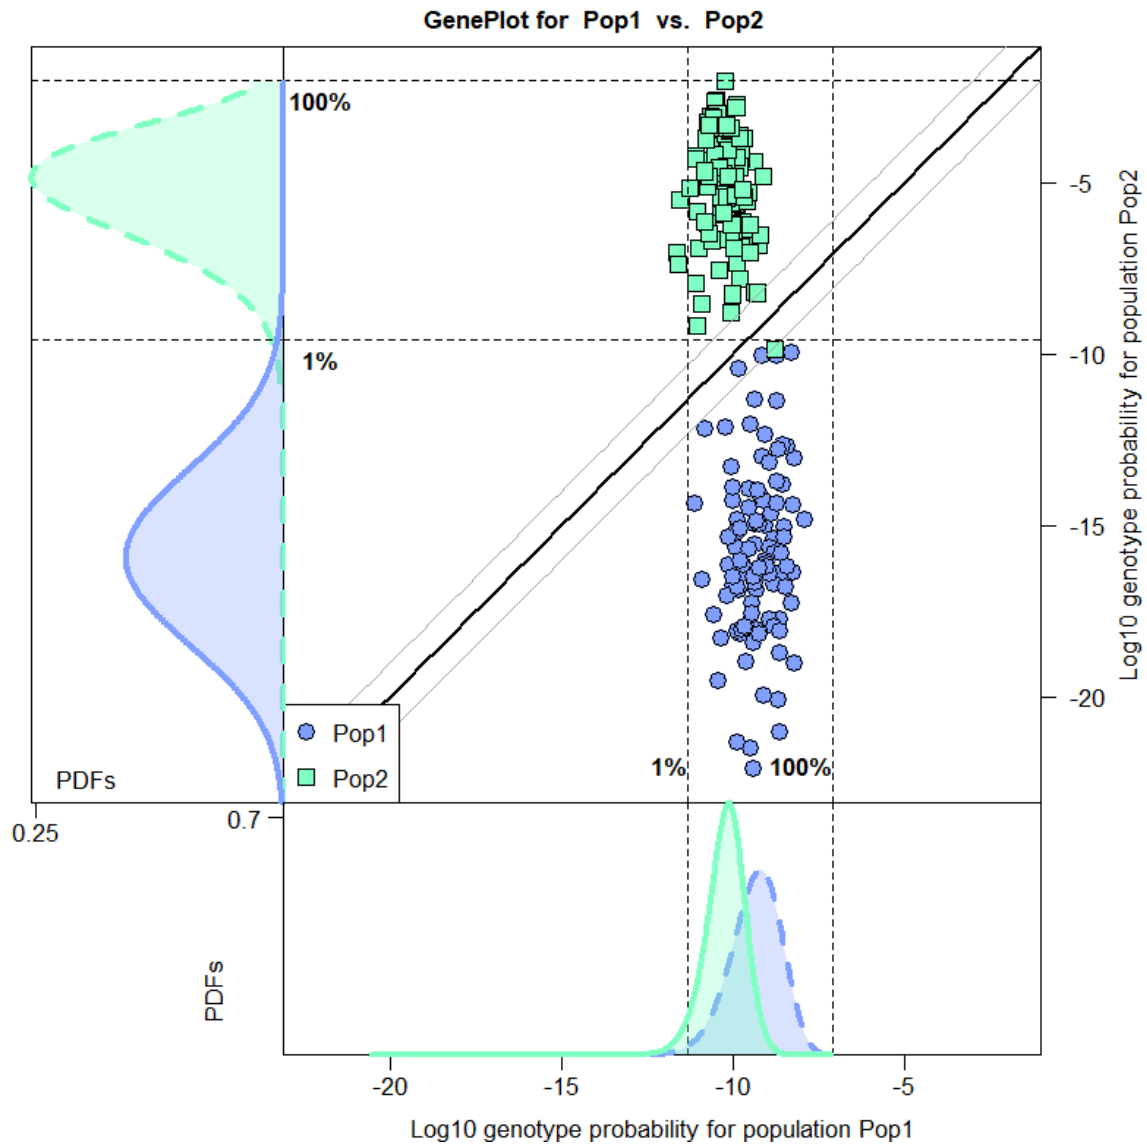 GenePlot for Pop1 vs. Pop2
100%
1%
-5
-10
-15
-20
Log10 genotype probability for population Pop2
Pop1
Pop2
1%
100%
PDFs
0.25
0.7
PDFs
-20
-15
-10
-5
Log10 genotype probability for population Pop1